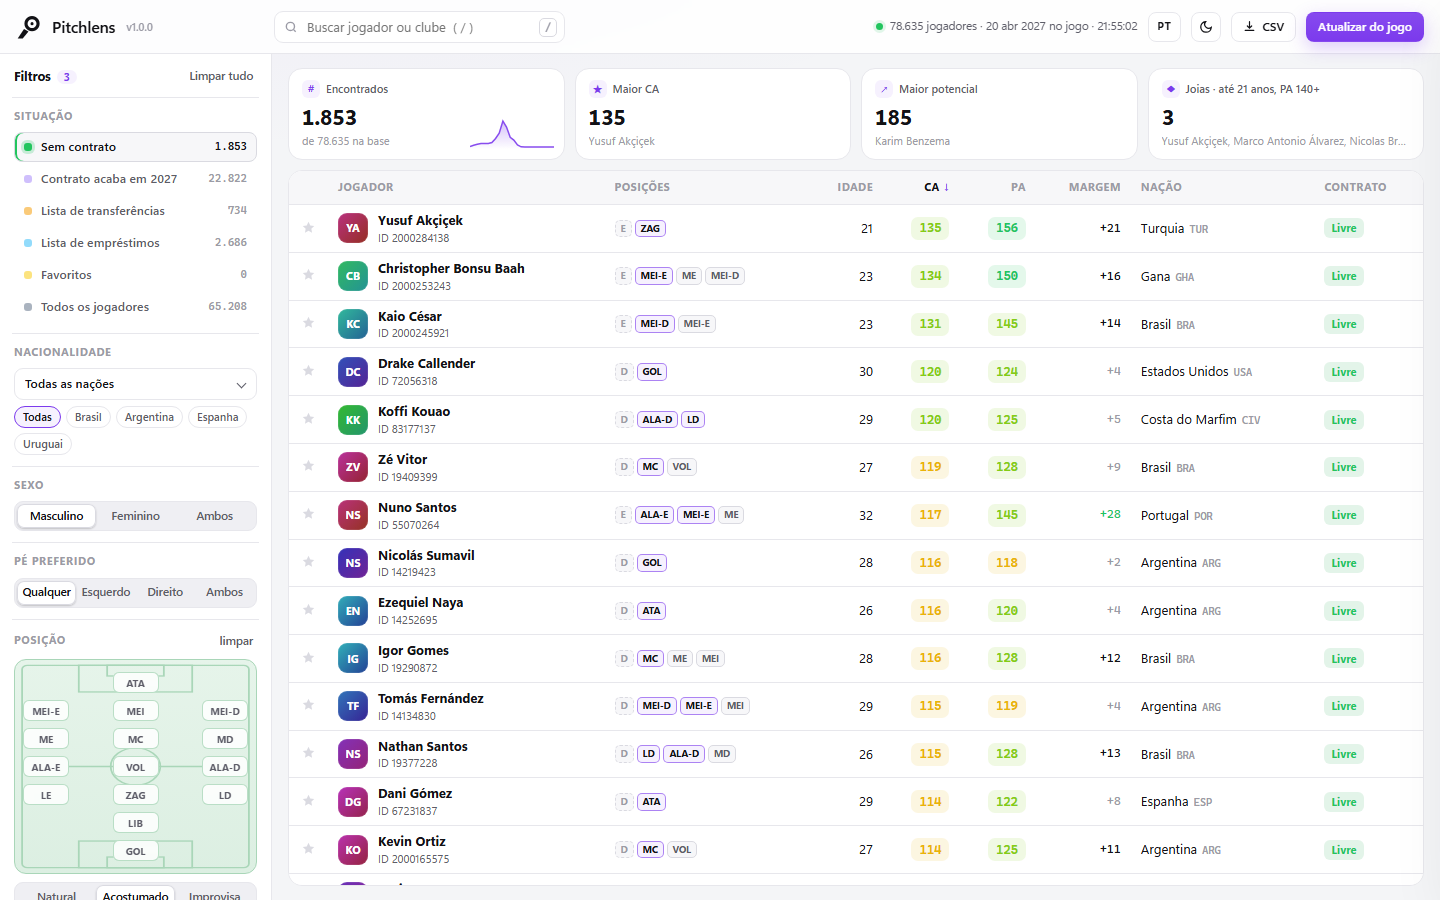 Pitchlens v1.0.0
Buscar jogador ou clube ( / ) /
78.635 jogadores · 20 abr 2027 no jogo · 21:55:02
PT
CSV
Atualizar do jogo
Filtros 3 Limpar tudo
SITUAÇÃO
Sem contrato 1.853
Contrato acaba em 2027 22.822
Lista de transferências 734
Lista de empréstimos 2.686
Favoritos 0
Todos os jogadores 65.208
NACIONALIDADE
Todas as nações
Todas Brasil Argentina Espanha
Uruguai
SEXO
Masculino Feminino Ambos
PÉ PREFERIDO
Qualquer Esquerdo Direito Ambos
POSIÇÃO limpar
ATA
MEI-E MEI MEI-D
ME MC MD
ALA-E VOL ALA-D
LE ZAG LD
LIB
GOL
Natural Acostumado Improvisa
# Encontrados
1.853
de 78.635 na base
Maior CA
135
Yusuf Akçiçek
Maior potencial
185
Karim Benzema
Joias · até 21 anos, PA 140+
3
Yusuf Akçiçek, Marco Antonio Álvarez, Nicolas Br...
JOGADOR POSIÇÕES IDADE CA ↓ PA MARGEM NAÇÃO CONTRATO
YA Yusuf Akçiçek E ZAG 21 135 156 +21 Turquia TUR Livre
ID 2000284138
CB Christopher Bonsu Baah E MEI-E ME MEI-D 23 134 150 +16 Gana GHA Livre
ID 2000253243
KC Kaio César E MEI-D MEI-E 23 131 145 +14 Brasil BRA Livre
ID 2000245921
DC Drake Callender D GOL 30 120 124 +4 Estados Unidos USA Livre
ID 72056318
KK Koffi Kouao D ALA-D LD 29 120 125 +5 Costa do Marfim CIV Livre
ID 83177137
ZV Zé Vitor D MC VOL 27 119 128 +9 Brasil BRA Livre
ID 19409399
NS Nuno Santos E ALA-E MEI-E ME 32 117 145 +28 Portugal POR Livre
ID 55070264
NS Nicolás Sumavil D GOL 28 116 118 +2 Argentina ARG Livre
ID 14219423
EN Ezequiel Naya D ATA 26 116 120 +4 Argentina ARG Livre
ID 14252695
IG Igor Gomes D MC ME MEI 28 116 128 +12 Brasil BRA Livre
ID 19290872
TF Tomás Fernández D MEI-D MEI-E MEI 29 115 119 +4 Argentina ARG Livre
ID 14134830
NS Nathan Santos D LD ALA-D MD 26 115 128 +13 Brasil BRA Livre
ID 19377228
DG Dani Gómez D ATA 29 114 122 +8 Espanha ESP Livre
ID 67231837
KO Kevin Ortiz D MC VOL 27 114 125 +11 Argentina ARG Livre
ID 2000165575